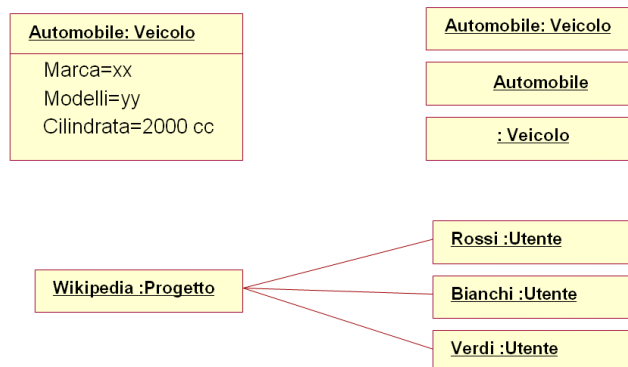 Automobile: Veicolo
Marca=xx
Modelli=yy
Cilindrata=2000 cc
Automobile: Veicolo
Automobile
: Veicolo
Wikipedia :Progetto
Rossi :Utente
Bianchi :Utente
Verdi :Utente